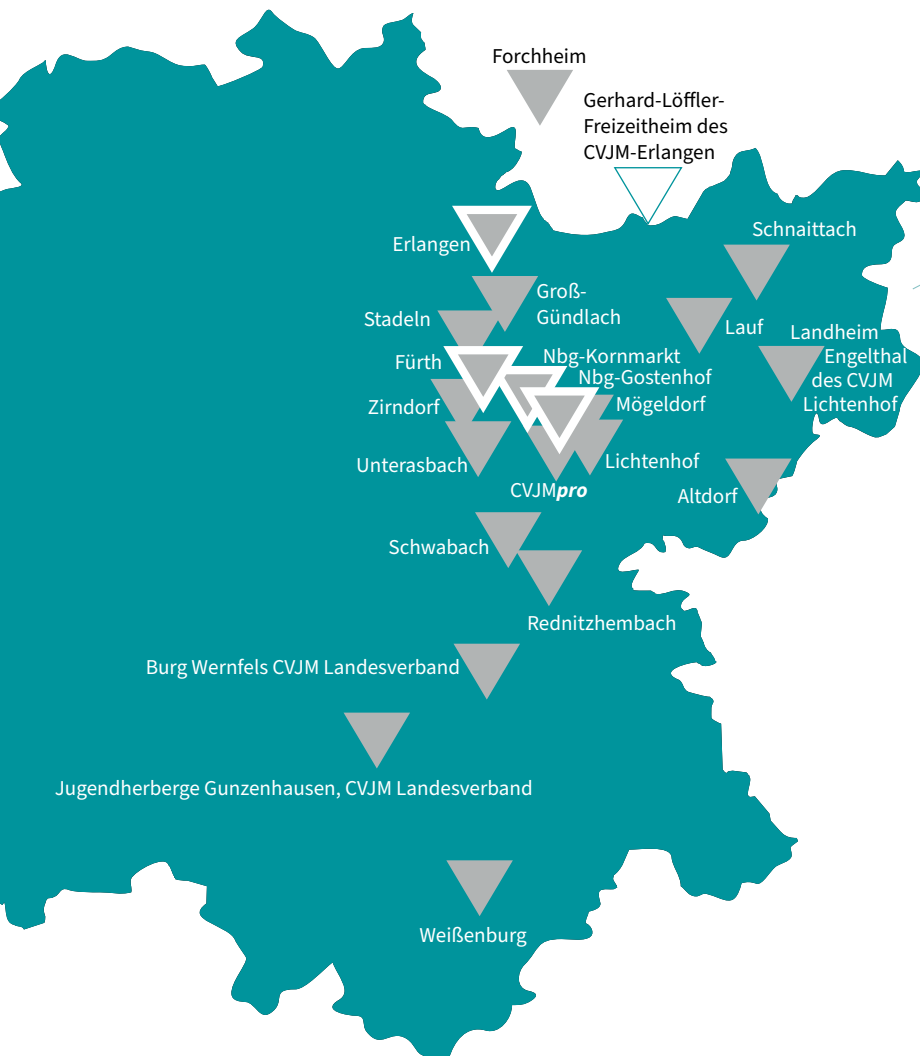 Forchheim
Gerhard-Löffler-
Freizeitheim des
CVJM-Erlangen
Schnaittach
Erlangen
Groß-
Gündlach
Stadeln
Lauf
Landheim
Engelthal
des CVJM
Lichtenhof
Fürth
Nbg-Kornmarkt
Nbg-Gostenhof
Zirndorf
Mögeldorf
Unterasbach
Lichtenhof
CVJMpro
Altdorf
Schwabach
Rednitzhembach
Burg Wernfels CVJM Landesverband
Jugendherberge Gunzenhausen, CVJM Landesverband
Weißenburg